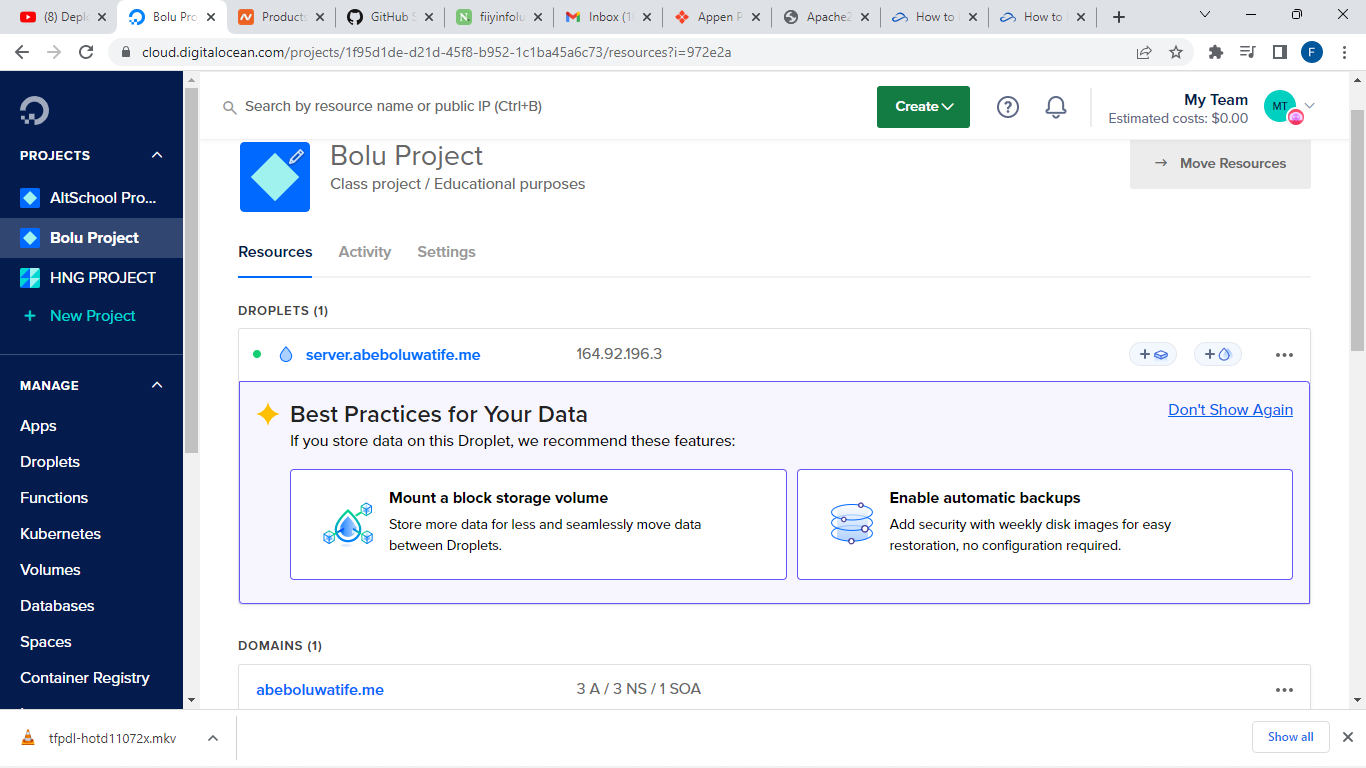 (8) Deplo
Bolu Pro
Products
GitHub S
fiiyinfolu
Inbox (1
Appen P
Apache2
How to
How to
cloud.digitalocean.com/projects/1f95d1de-d21d-45f8-b952-1c1ba45a6c73/resources?i=972e2a
F
Search by resource name or public IP (Ctrl+B)
Create
My Team
Estimated costs: $0.00
MT
PROJECTS
AltSchool Pro...
Bolu Project
HNG PROJECT
+ New Project
MANAGE
Apps
Droplets
Functions
Kubernetes
Volumes
Databases
Spaces
Container Registry
Bolu Project
Class project / Educational purposes
→ Move Resources
Resources Activity Settings
DROPLETS (1)
server.abeboluwatife.me 164.92.196.3
Best Practices for Your Data
Don't Show Again
If you store data on this Droplet, we recommend these features:
Mount a block storage volume
Store more data for less and seamlessly move data
between Droplets.
Enable automatic backups
Add security with weekly disk images for easy
restoration, no configuration required.
DOMAINS (1)
abeboluwatife.me 3 A / 3 NS / 1 SOA
tfpdl-hotd11072x.mkv
Show all